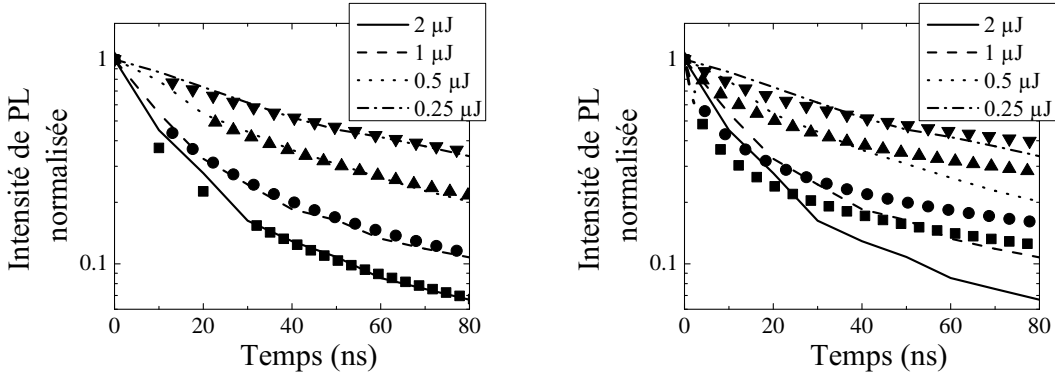 2 µJ
1 µJ
0.5 µJ
0.25 µJ
1
0.1
Intensité de PL
normalisée
0
20
40
60
80
Temps (ns)
2 µJ
1 µJ
0.5 µJ
0.25 µJ
1
0.1
Intensité de PL
normalisée
0
20
40
60
80
Temps (ns)